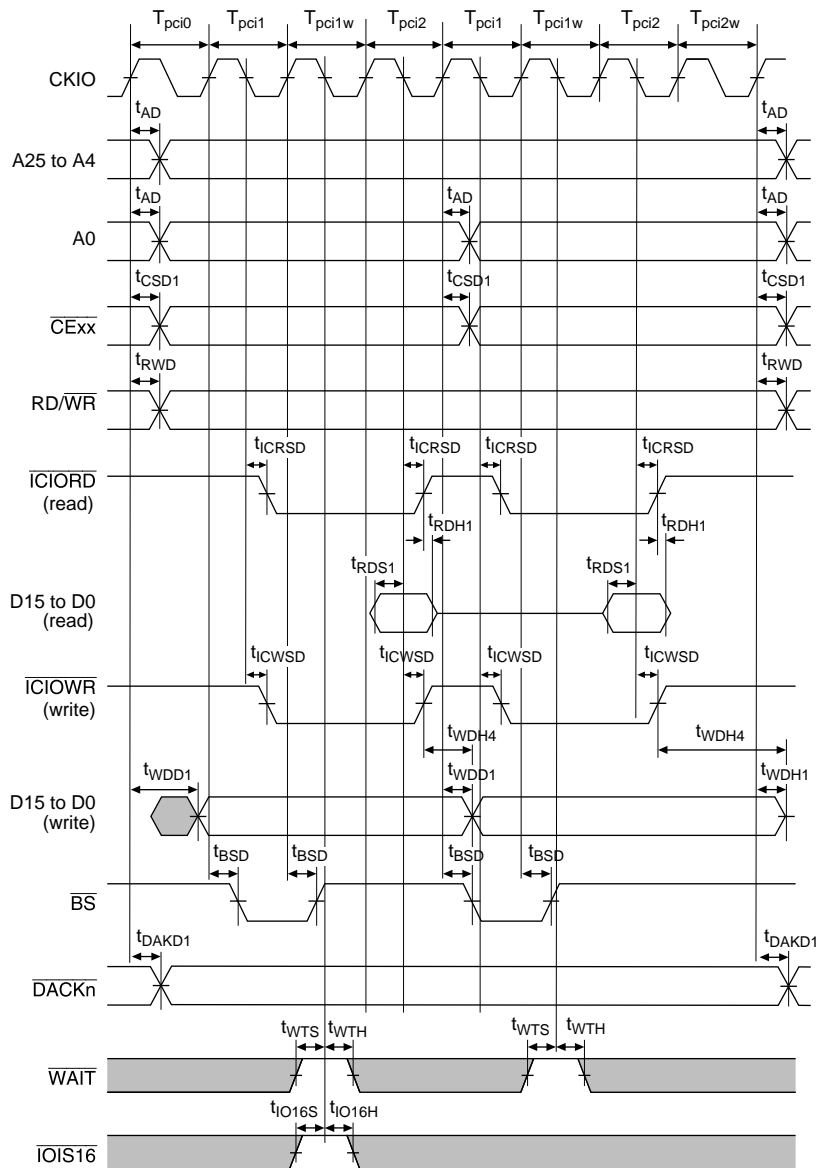 Tpci0 Tpci1 Tpci1w Tpci2 Tpci1 Tpci1w Tpci2 Tpci2w
CKIO
tAD tAD
A25 to A4
tAD tAD tAD
A0
tCSD1 tCSD1 tCSD1
CExx
tRWD tRWD
RD/WR
tICRSD tICRSD tICRSD tICRSD
ICIORD
(read)
tRDH1 tRDH1
tRDS1 tRDS1
D15 to D0
(read)
tICWSD tICWSD tICWSD tICWSD
ICIOWR
(write)
tWDH4 tWDH4
tWDD1 tWDD1 tWDH1
D15 to D0
(write)
tBSD tBSD tBSD tBSD
BS
tDAKD1 tDAKD1
DACKn
tWTS tWTH tWTS tWTH
WAIT
tIO16S tIO16H
IOIS16